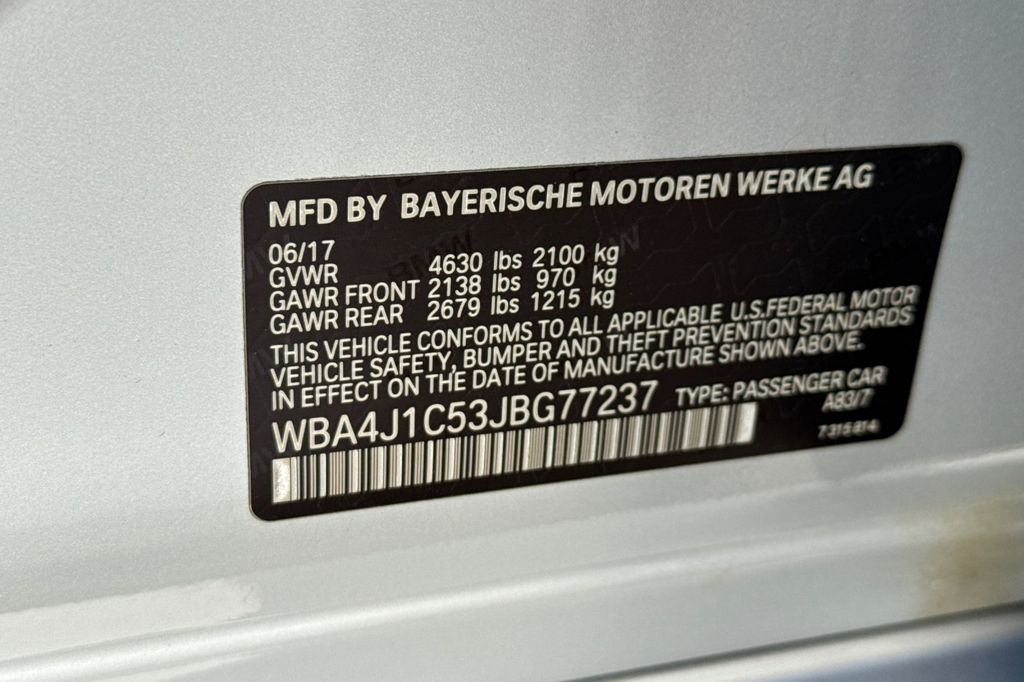 MFD BY BAYERISCHE MOTOREN WERKE AG
06/17
GVWR 4630 lbs 2100 kg
GAWR FRONT 2138 lbs 970 kg
GAWR REAR 2679 lbs 1215 kg
THIS VEHICLE CONFORMS TO ALL APPLICABLE U.S.FEDERAL MOTOR
VEHICLE SAFETY, BUMPER AND THEFT PREVENTION STANDARDS
IN EFFECT ON THE DATE OF MANUFACTURE SHOWN ABOVE.
WBA4J1C53JBG77237 TYPE: PASSENGER CAR
A83/7
7315814